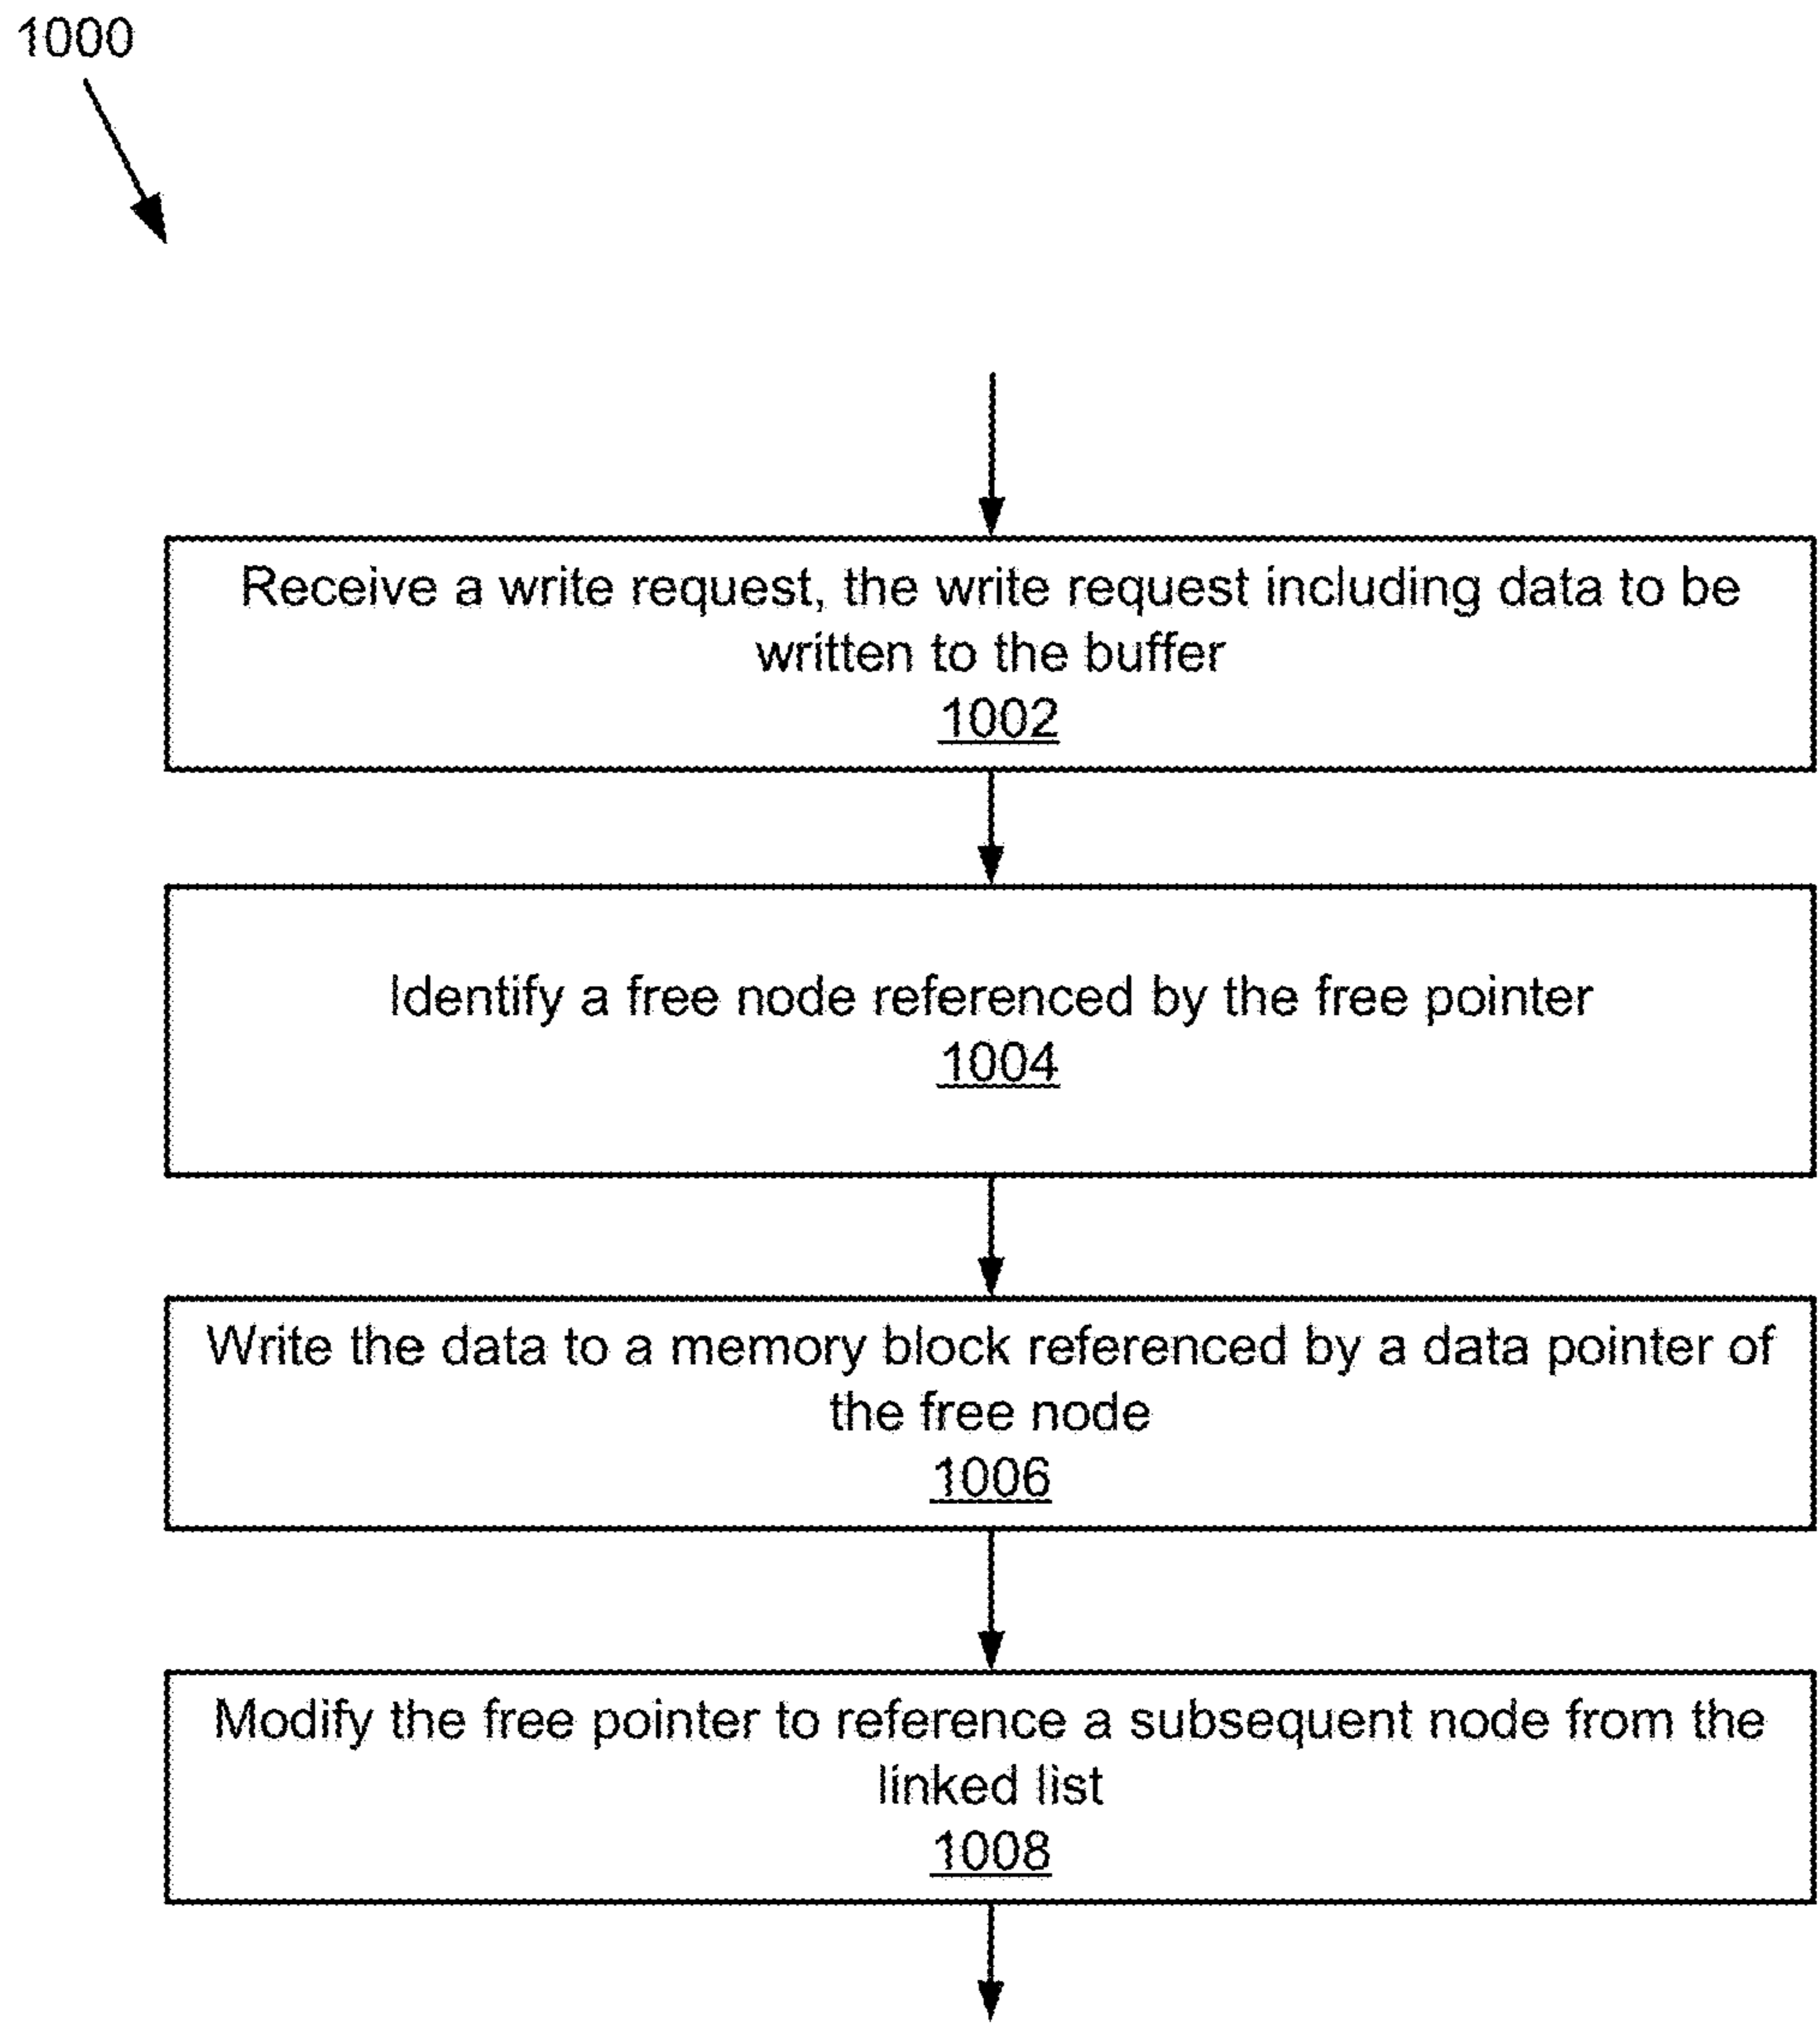 1000
Receive a write request, the write request including data to be
written to the buffer
1002
Identify a free node referenced by the free pointer
1004
Write the data to a memory block referenced by a data pointer of
the free node
1006
Modify the free pointer to reference a subsequent node from the
linked list
1008